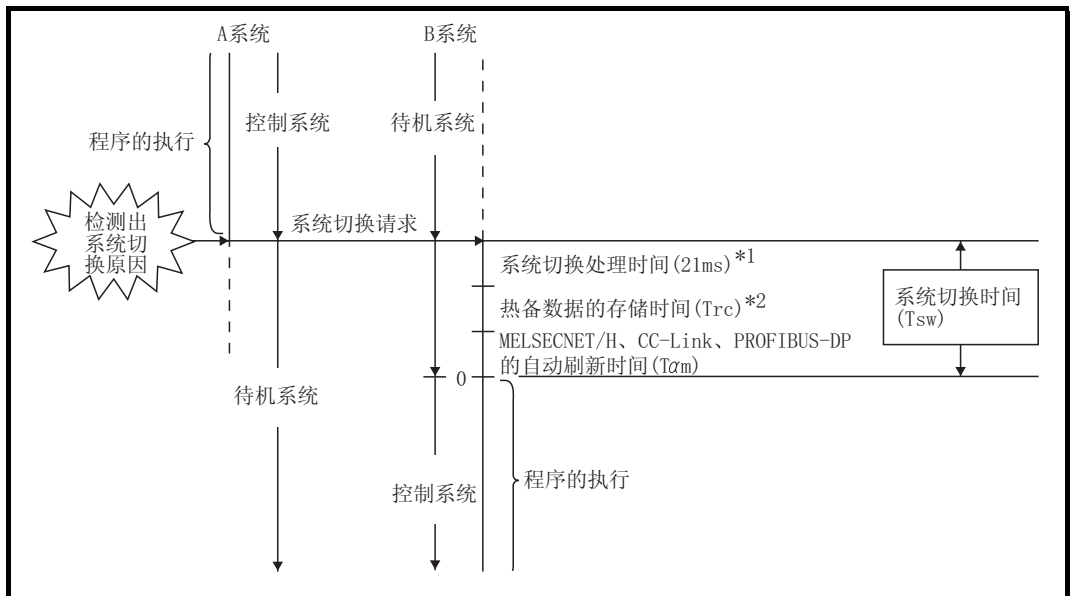 A系统
B系统
控制系统
待机系统
程序的执行
检测出
系统切
换原因
系统切换请求
系统切换处理时间(21ms)*1
热备数据的存储时间(Trc)*2
MELSECNET/H、CC-Link、PROFIBUS-DP
的自动刷新时间(Tαm)
系统切换时间
(Tsw)
0
待机系统
控制系统
程序的执行